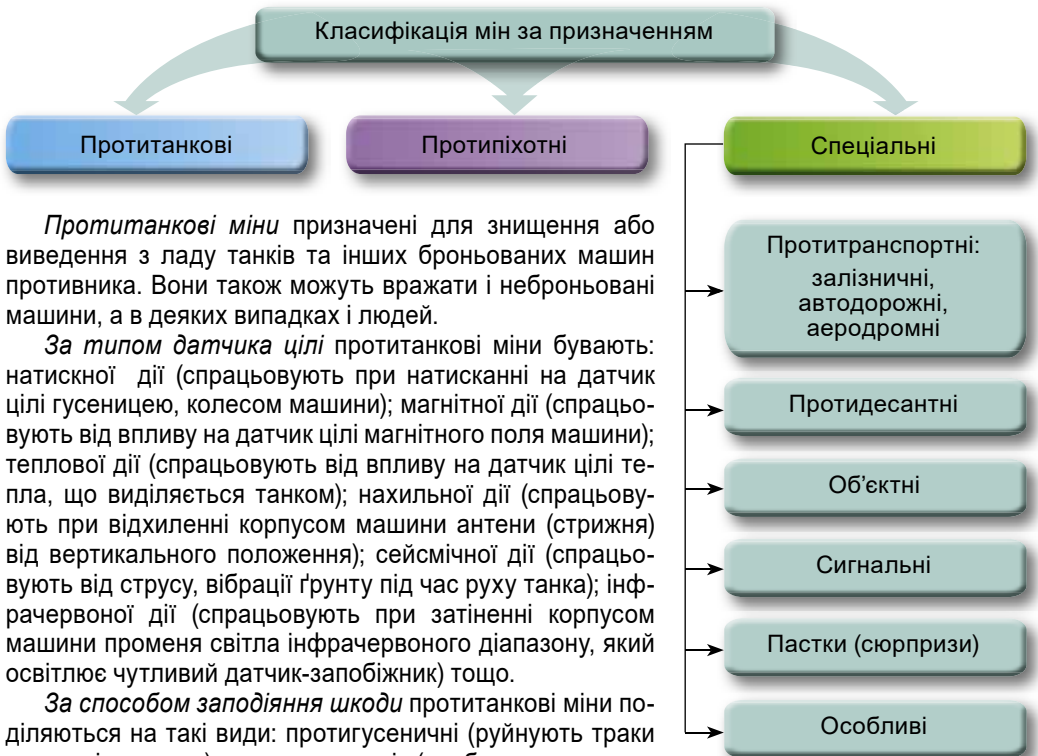 Класифікація мін за призначенням
Протитанкові
Протипіхотні
Спеціальні
Протитанкові міни призначені для знищення або
виведення з ладу танків та інших броньованих машин
противника. Вони також можуть вражати і неброньовані
машини, а в деяких випадках і людей.
За типом датчика цілі протитанкові міни бувають:
натискної дії (спрацьовують при натисканні на датчик
цілі гусеницею, колесом машини); магнітної дії (спрацьо-
вують від впливу на датчик цілі магнітного поля машини);
теплової дії (спрацьовують від впливу на датчик цілі те-
пла, що виділяється танком); нахильної дії (спрацьову-
ють при відхиленні корпусом машини антени (стрижня)
від вертикального положення); сейсмічної дії (спрацьо-
вують від струсу, вібрації ґрунту під час руху танка); інф-
рачервоної дії (спрацьовують при затіненні корпусом
машини променя світла інфрачервоного діапазону, який
освітлює чутливий датчик-запобіжник) тощо.
За способом заподіяння шкоди протитанкові міни по-
діляються на такі види: протигусеничні (руйнують траки
Протитранспортні:
залізничні,
автодорожні,
аеродромні
Протидесантні
Об’єктні
Сигнальні
Пастки (сюрпризи)
Особливі